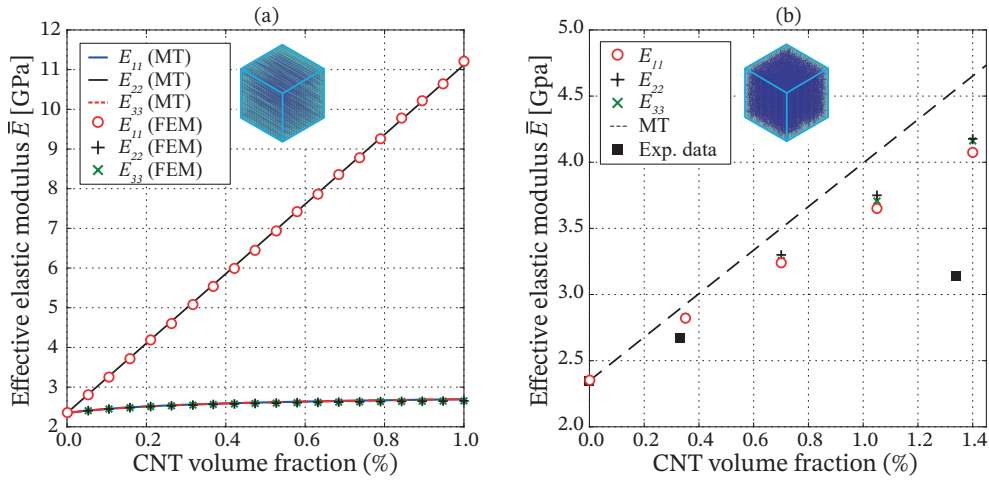 (a)
Effective elastic modulus E̅ [GPa]
12
11
10
9
8
7
6
5
4
3
2
E11 (MT)
E22 (MT)
E33 (MT)
E11 (FEM)
E22 (FEM)
E33 (FEM)
0.0 0.2 0.4 0.6 0.8 1.0
CNT volume fraction (%)
(b)
Effective elastic modulus E̅ [Gpa]
5.0
4.5
4.0
3.5
3.0
2.5
2.0
E11
E22
E33
MT
Exp. data
0.0 0.2 0.4 0.6 0.8 1.0 1.2 1.4
CNT volume fraction (%)